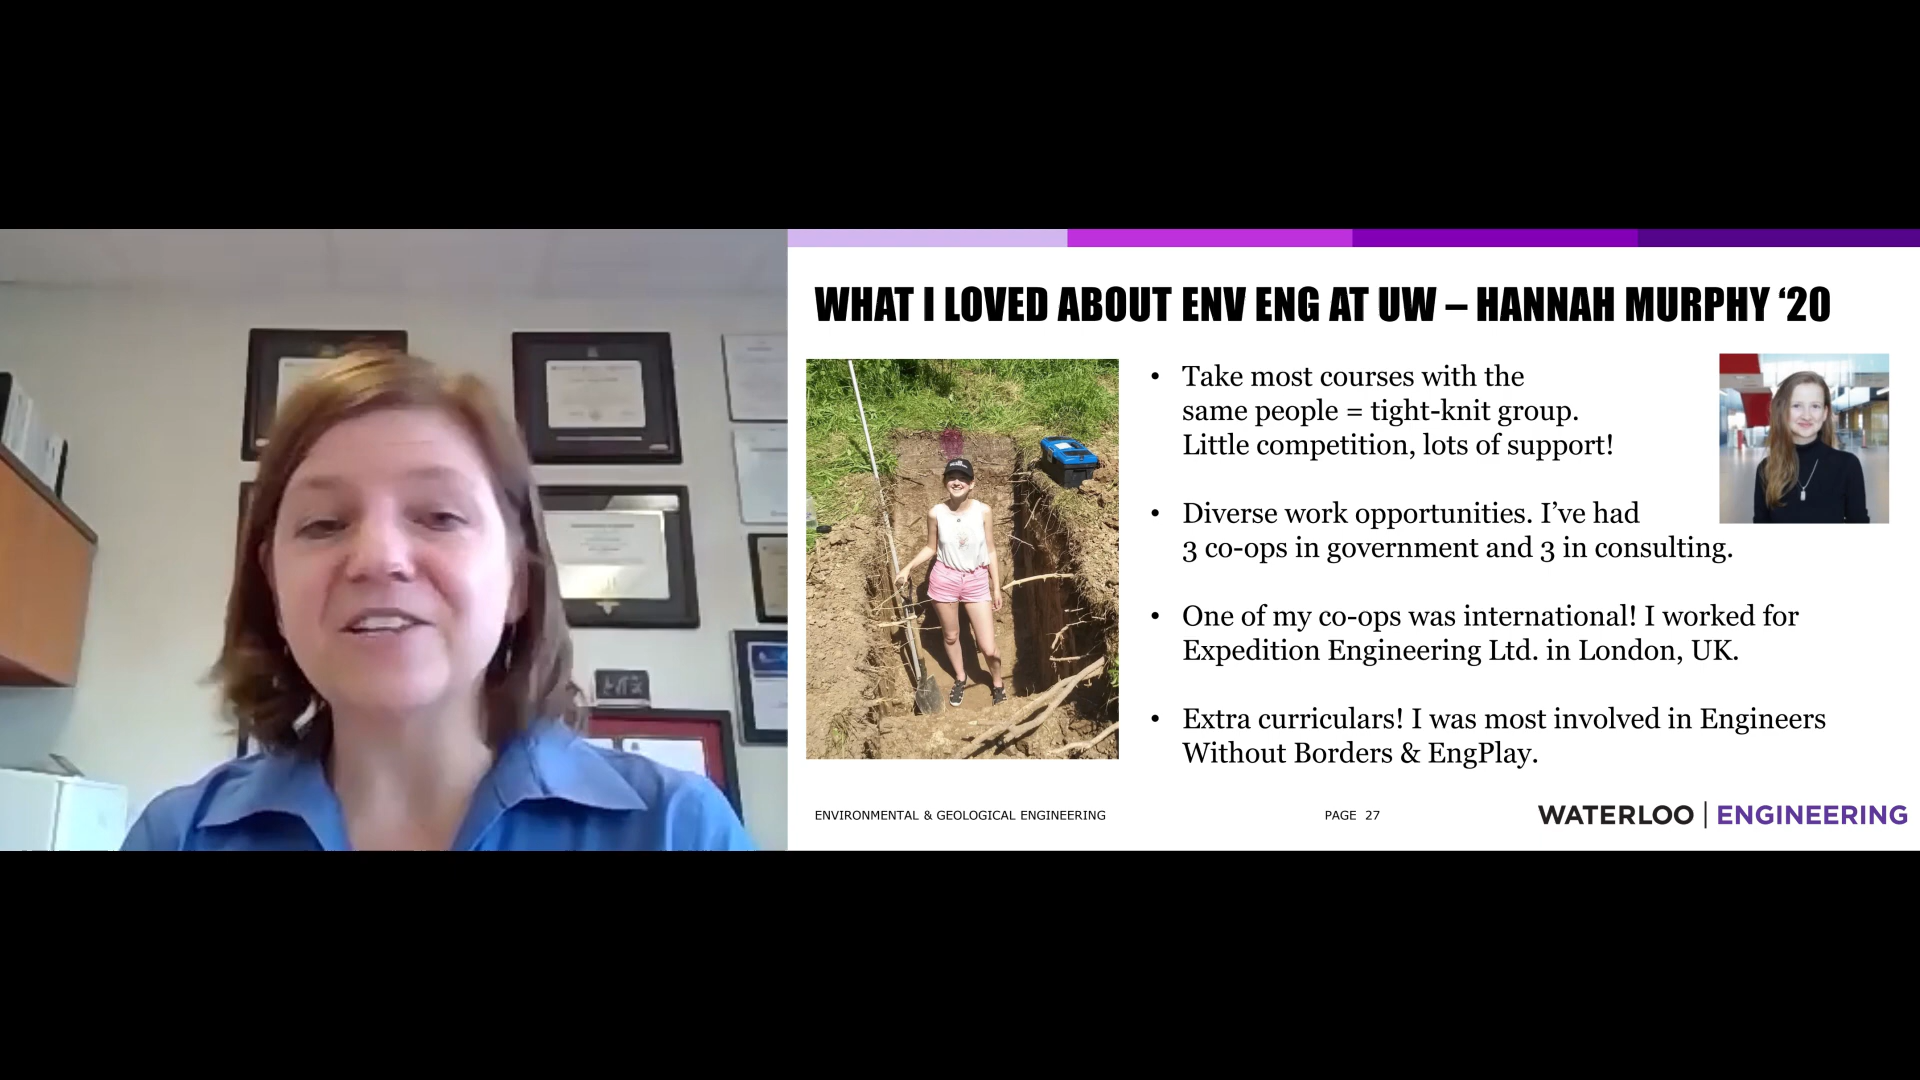 WHAT I LOVED ABOUT ENV ENG AT UW – HANNAH MURPHY ‘20
• Take most courses with the
same people = tight-knit group.
Little competition, lots of support!
• Diverse work opportunities. I’ve had
3 co-ops in government and 3 in consulting.
• One of my co-ops was international! I worked for
Expedition Engineering Ltd. in London, UK.
• Extra curriculars! I was most involved in Engineers
Without Borders & EngPlay.
ENVIRONMENTAL & GEOLOGICAL ENGINEERING
PAGE 27
WATERLOO | ENGINEERING